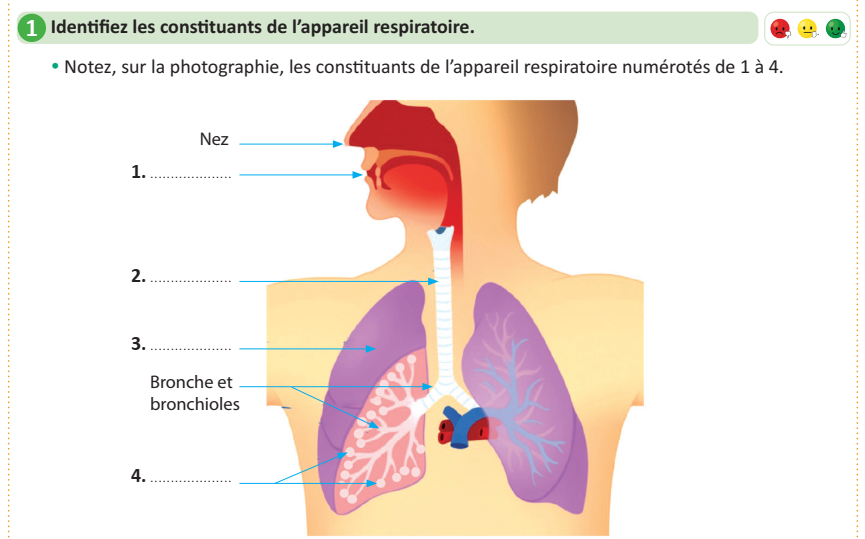 1 Identifiez les constituants de l'appareil respiratoire.
• Notez, sur la photographie, les constituants de l'appareil respiratoire numérotés de 1 à 4.
Nez
1. ....................
2. ....................
3. ....................
Bronche et
bronchioles
4. ....................